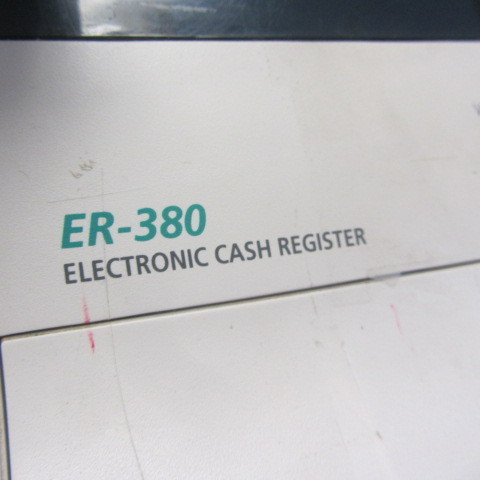 ER-380
ELECTRONIC CASH REGISTER